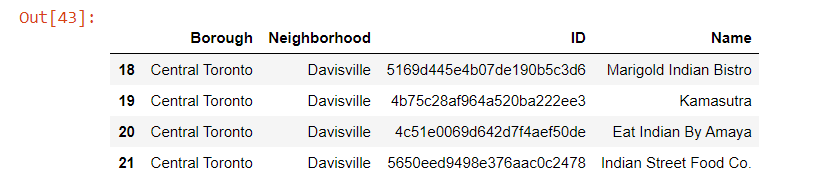 Out[43]:
Borough Neighborhood ID Name
18 Central Toronto Davisville 5169d445e4b07de190b5c3d6 Marigold Indian Bistro
19 Central Toronto Davisville 4b75c28af964a520ba222ee3 Kamasutra
20 Central Toronto Davisville 4c51e0069d642d7f4aef50de Eat Indian By Amaya
21 Central Toronto Davisville 5650eed9498e376aac0c2478 Indian Street Food Co.